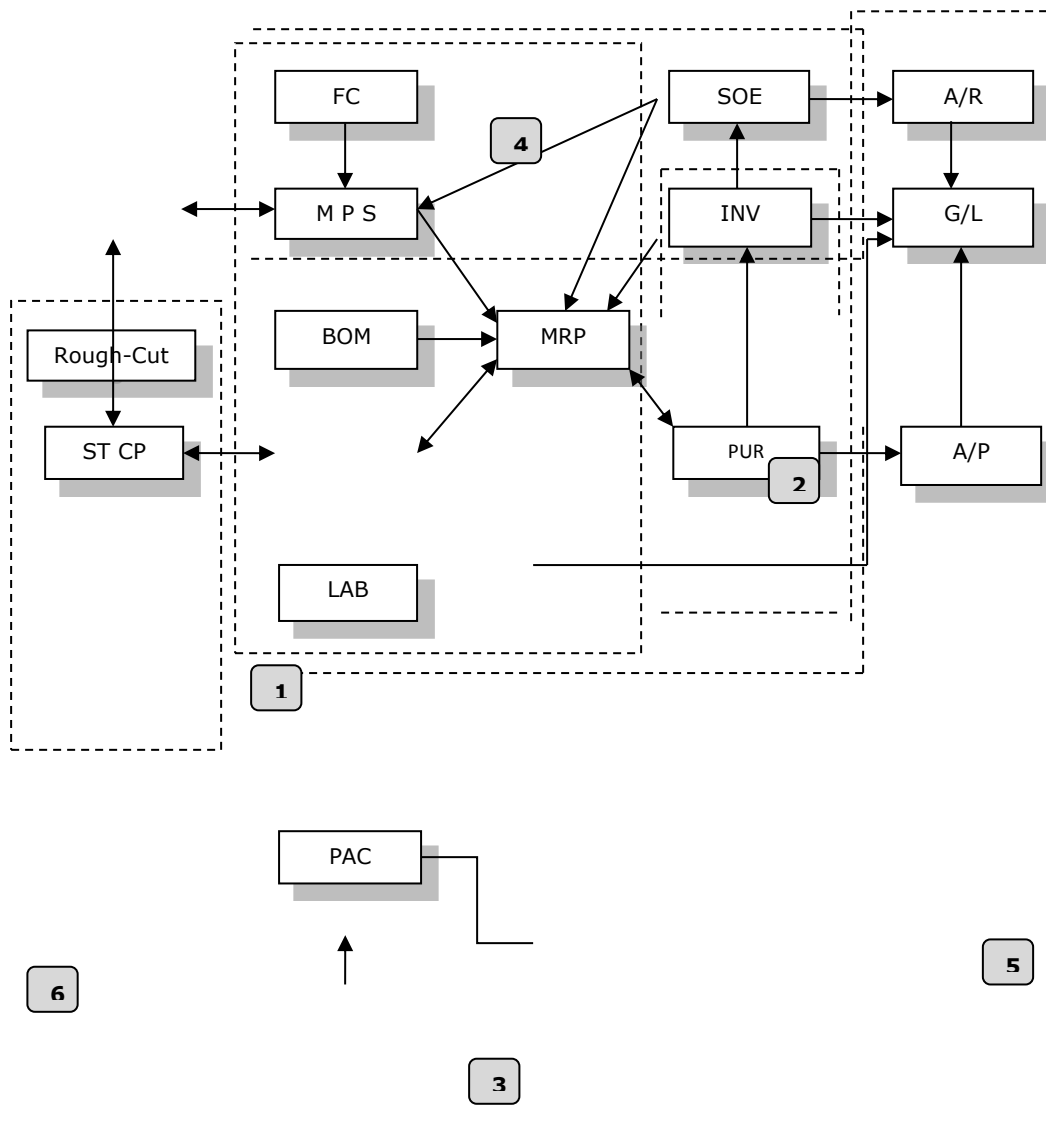 FC
SOE
A/R
4
M P S
INV
G/L
BOM
MRP
Rough-Cut
ST CP
PUR
2
A/P
LAB
1
PAC
5
6
3